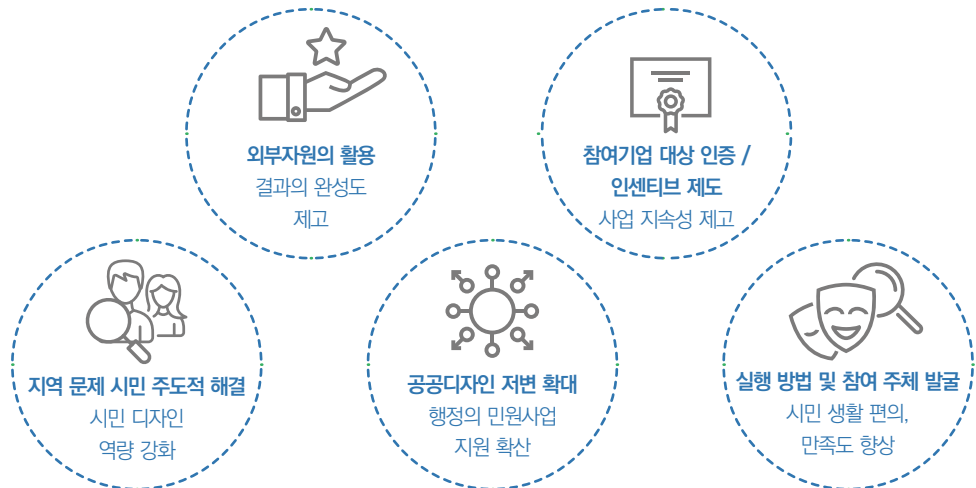 외부자원의 활용
결과의 완성도
제고
참여기업 대상 인증 /
인센티브 제도
사업 지속성 제고
지역 문제 시민 주도적 해결
시민 디자인
역량 강화
공공디자인 저변 확대
행정의 민원사업
지원 확산
실행 방법 및 참여 주체 발굴
시민 생활 편의,
만족도 향상